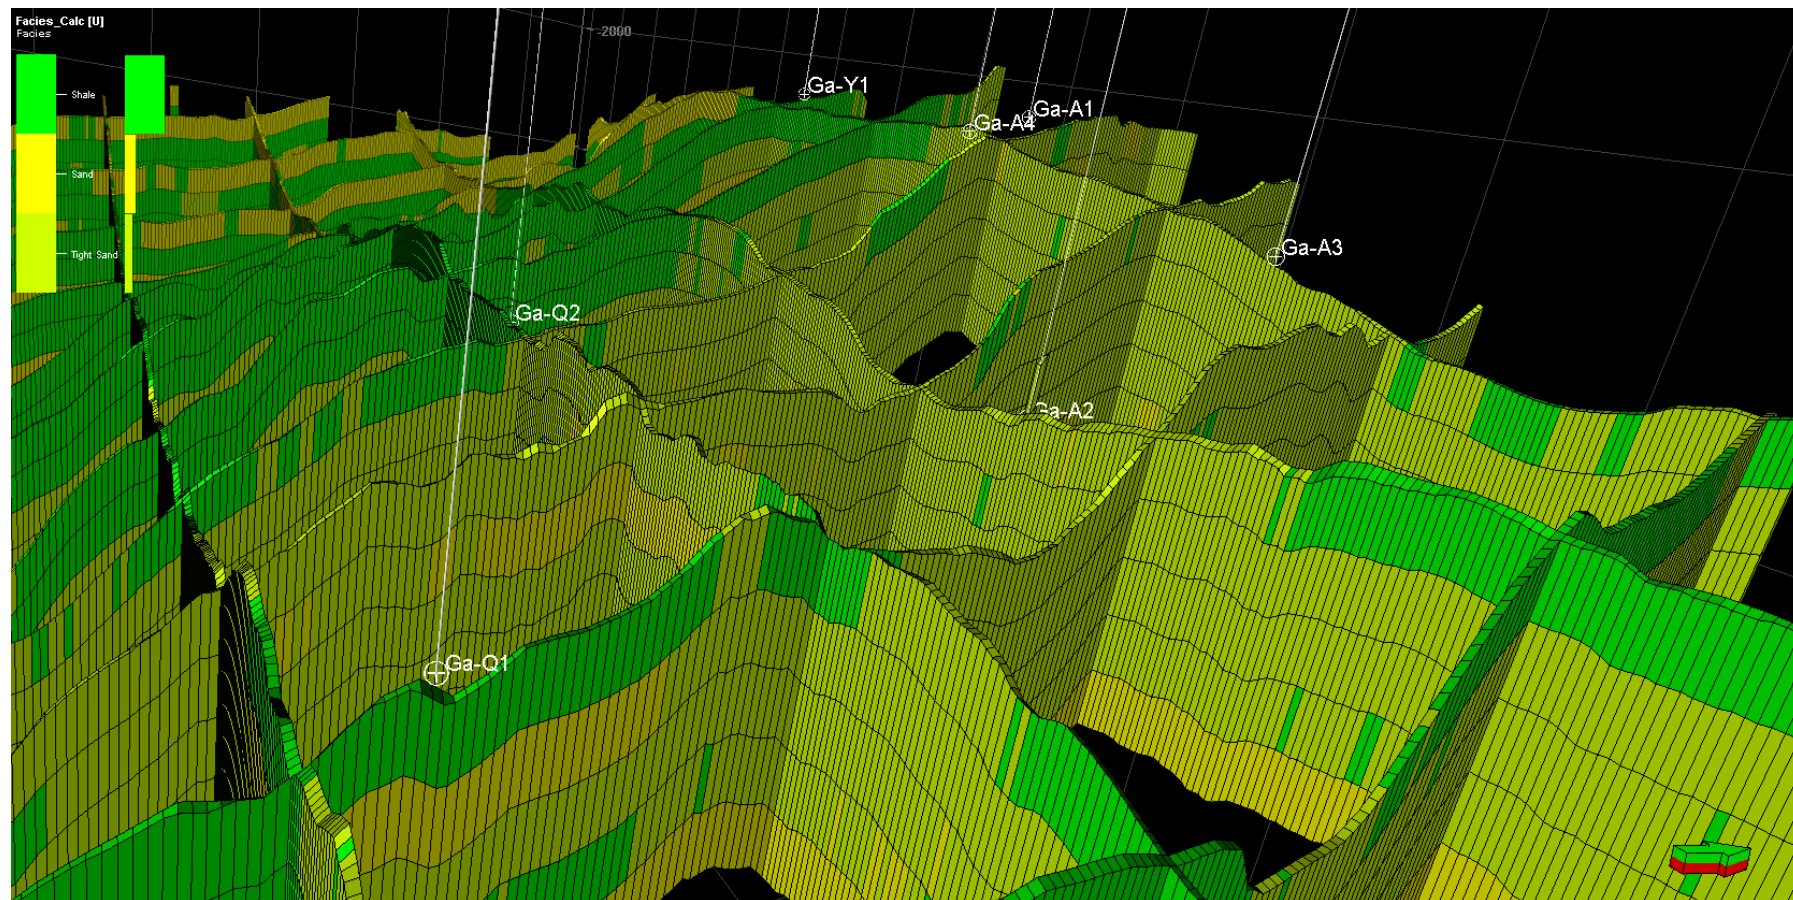 Facies_Calc [U]
Facies
Shale
Sand
Tight Sand
-2000
Ga-Y1
Ga-A1
Ga-A4
Ga-A3
Ga-Q2
Ga-A2
Ga-Q1